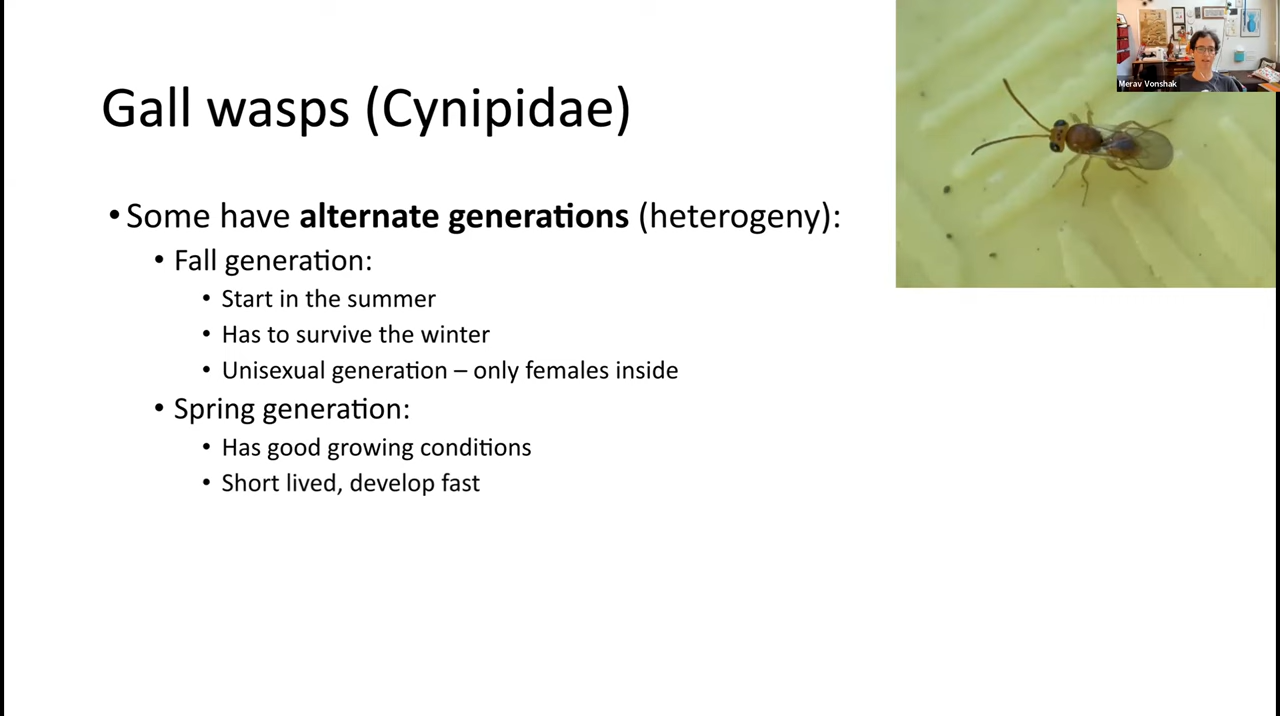 Gall wasps (Cynipidae)
Merav Vonshak
• Some have alternate generations (heterogeny):
• Fall generation:
• Start in the summer
• Has to survive the winter
• Unisexual generation – only females inside
• Spring generation:
• Has good growing conditions
• Short lived, develop fast